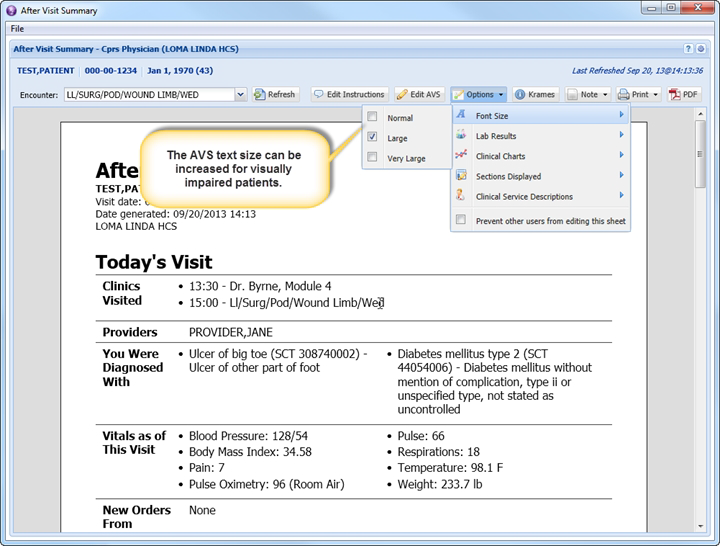 After Visit Summary
File
After Visit Summary - Cprs Physician (LOMA LINDA HCS)
TEST,PATIENT 000-00-1234 Jan 1, 1970 (43) Last Refreshed Sep 20, 13@14:13:36
Encounter: LL/SURG/POD/WOUND LIMB/WED Refresh Edit Instructions Edit AVS Options Krames Note Print PDF
Normal
Large
Very Large
Font Size
Lab Results
Clinical Charts
Sections Displayed
Clinical Service Descriptions
Prevent other users from editing this sheet
The AVS text size can be
increased for visually
impaired patients.
After
TEST,PA
Visit date:
Date generated: 09/20/2013 14:13
LOMA LINDA HCS
Today's Visit
Clinics Visited
• 13:30 - Dr. Byrne, Module 4
• 15:00 - Ll/Surg/Pod/Wound Limb/Wed
Providers PROVIDER,JANE
You Were
Diagnosed
With
• Ulcer of big toe (SCT 308740002) -
Ulcer of other part of foot
• Diabetes mellitus type 2 (SCT
44054006) - Diabetes mellitus without
mention of complication, type ii or
unspecified type, not stated as
uncontrolled
Vitals as of
This Visit
• Blood Pressure: 128/54
• Body Mass Index: 34.58
• Pain: 7
• Pulse Oximetry: 96 (Room Air)
• Pulse: 66
• Respirations: 18
• Temperature: 98.1 F
• Weight: 233.7 lb
New Orders
From
None